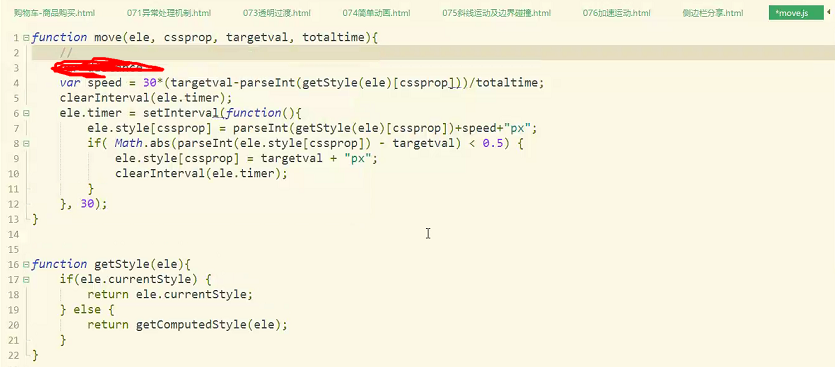 购物车-商品购买.html 071异常处理机制.html 073透明过渡.html 074简单动画.html 075斜线运动及边界碰撞.html 076加速运动.html 侧边栏分享.html *move.js
1 function move(ele, cssprop, targetval, totaltime){
2 //
3
4 var speed = 30*(targetval-parseInt(getStyle(ele)[cssprop]))/totaltime;
5 clearInterval(ele.timer);
6 ele.timer = setInterval(function(){
7 ele.style[cssprop] = parseInt(getStyle(ele)[cssprop])+speed+"px";
8 if( Math.abs(parseInt(ele.style[cssprop]) - targetval) < 0.5) {
9 ele.style[cssprop] = targetval + "px";
10 clearInterval(ele.timer);
11 }
12 }, 30);
13 }
14
15
16 function getStyle(ele){
17 if(ele.currentStyle) {
18 return ele.currentStyle;
19 } else {
20 return getComputedStyle(ele);
21 }
22 }